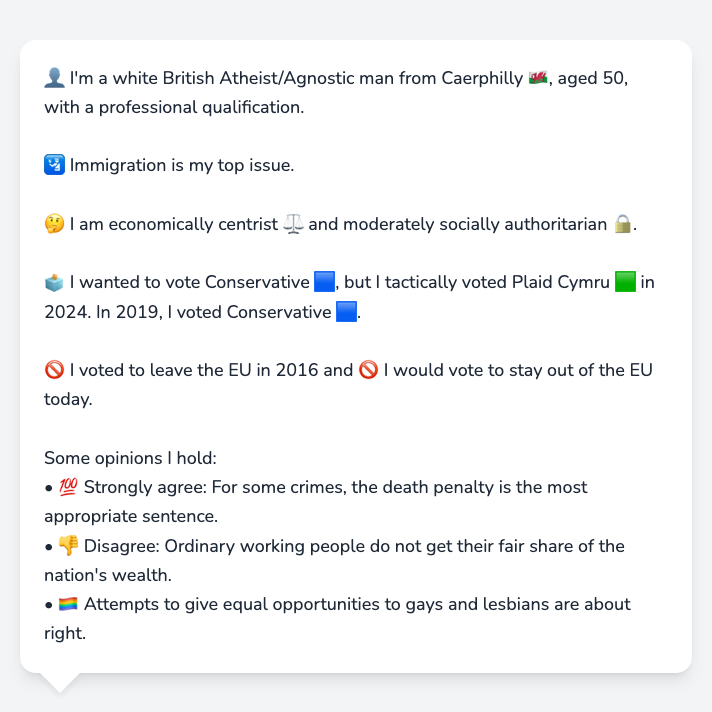 👤 I'm a white British Atheist/Agnostic man from Caerphilly 🏴󠁧󠁢󠁷󠁬󠁳󠁿, aged 50,
with a professional qualification.
🛂 Immigration is my top issue.
🤔 I am economically centrist ⚖️ and moderately socially authoritarian 🔒.
🗳️ I wanted to vote Conservative 🟦, but I tactically voted Plaid Cymru 🟩 in
2024. In 2019, I voted Conservative 🟦.
🚫 I voted to leave the EU in 2016 and 🚫 I would vote to stay out of the EU
today.
Some opinions I hold:
• 💯 Strongly agree: For some crimes, the death penalty is the most
appropriate sentence.
• 👎 Disagree: Ordinary working people do not get their fair share of the
nation's wealth.
• 🏳️‍🌈 Attempts to give equal opportunities to gays and lesbians are about
right.